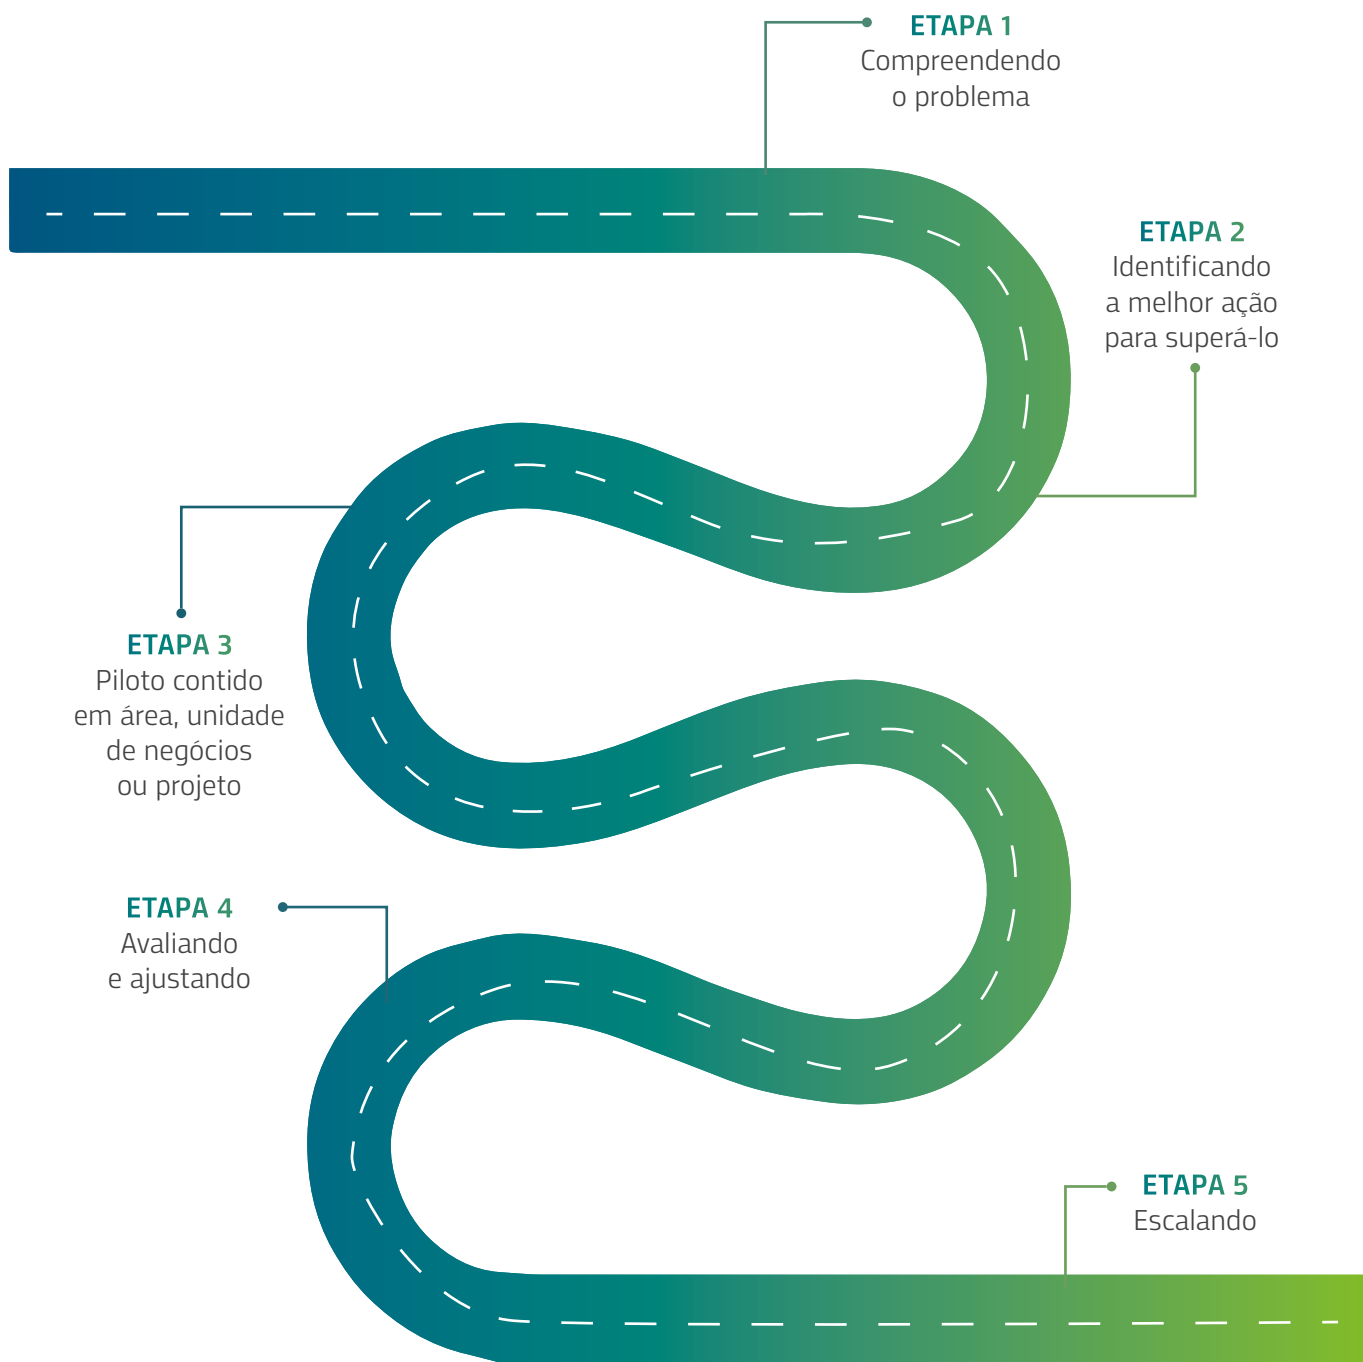 ETAPA 1
Compreendendo
o problema
ETAPA 2
Identificando
a melhor ação
para superá-lo
ETAPA 3
Piloto contido
em área, unidade
de negócios
ou projeto
ETAPA 4
Avaliando
e ajustando
ETAPA 5
Escalando